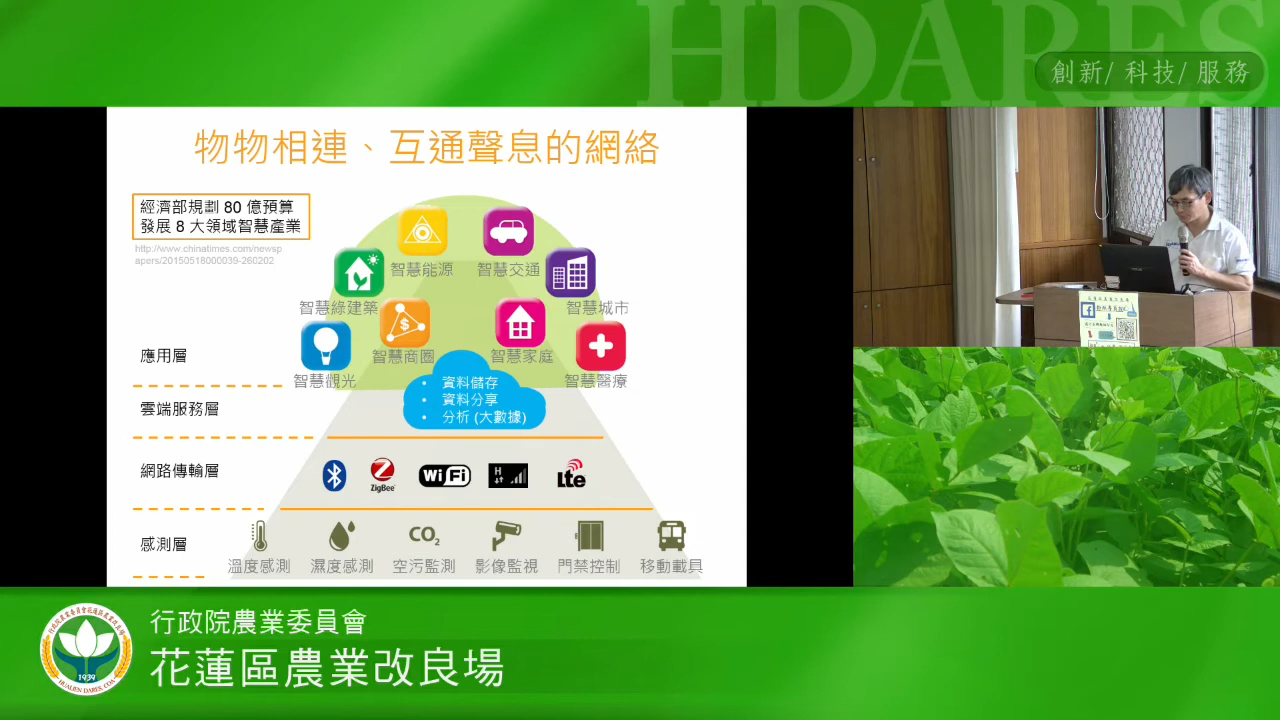 HDARES
創新/ 科技/ 服務
物物相連、互通聲息的網絡
經濟部規劃 80 億預算
發展 8 大領域智慧產業
http://www.chinatimes.com/newsp
apers/20150518000039-260202
智慧能源
智慧交通
智慧綠建築
智慧城市
智慧商圈
智慧家庭
智慧觀光
智慧醫療
應用層
• 資料儲存
• 資料分享
• 分析 (大數據)
雲端服務層
網路傳輸層
ZigBee
WiFi
H
Lte
感測層
CO2
溫度感測
濕度感測
空污監測
影像監視
門禁控制
移動載具
行政院農業委員會
花蓮區農業改良場
1939
HUALIEN DARES, COA